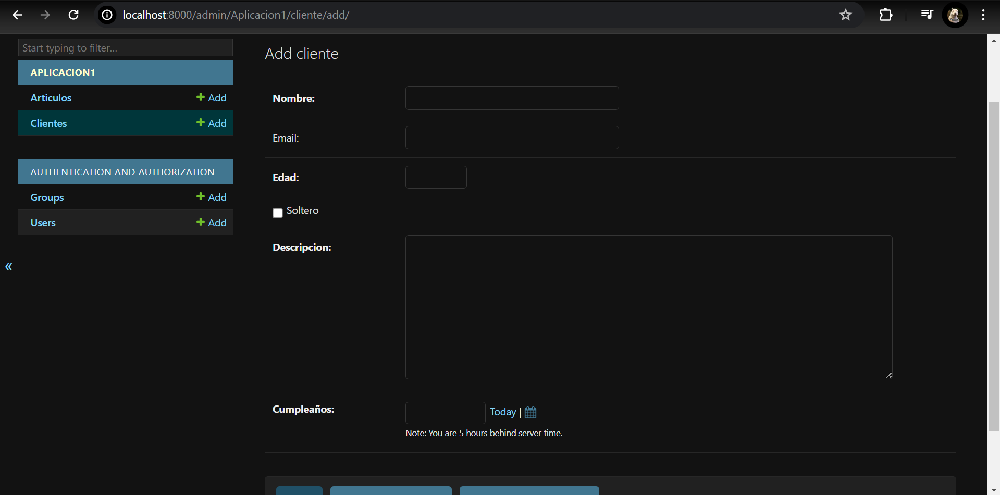 localhost:8000/admin/Aplicacion1/cliente/add/
Start typing to filter...
APLICACION1
Articulos + Add
Clientes + Add
AUTHENTICATION AND AUTHORIZATION
Groups + Add
Users + Add
«
Add cliente
Nombre:
Email:
Edad:
Soltero
Descripcion:
Cumpleaños:
Today |
Note: You are 5 hours behind server time.